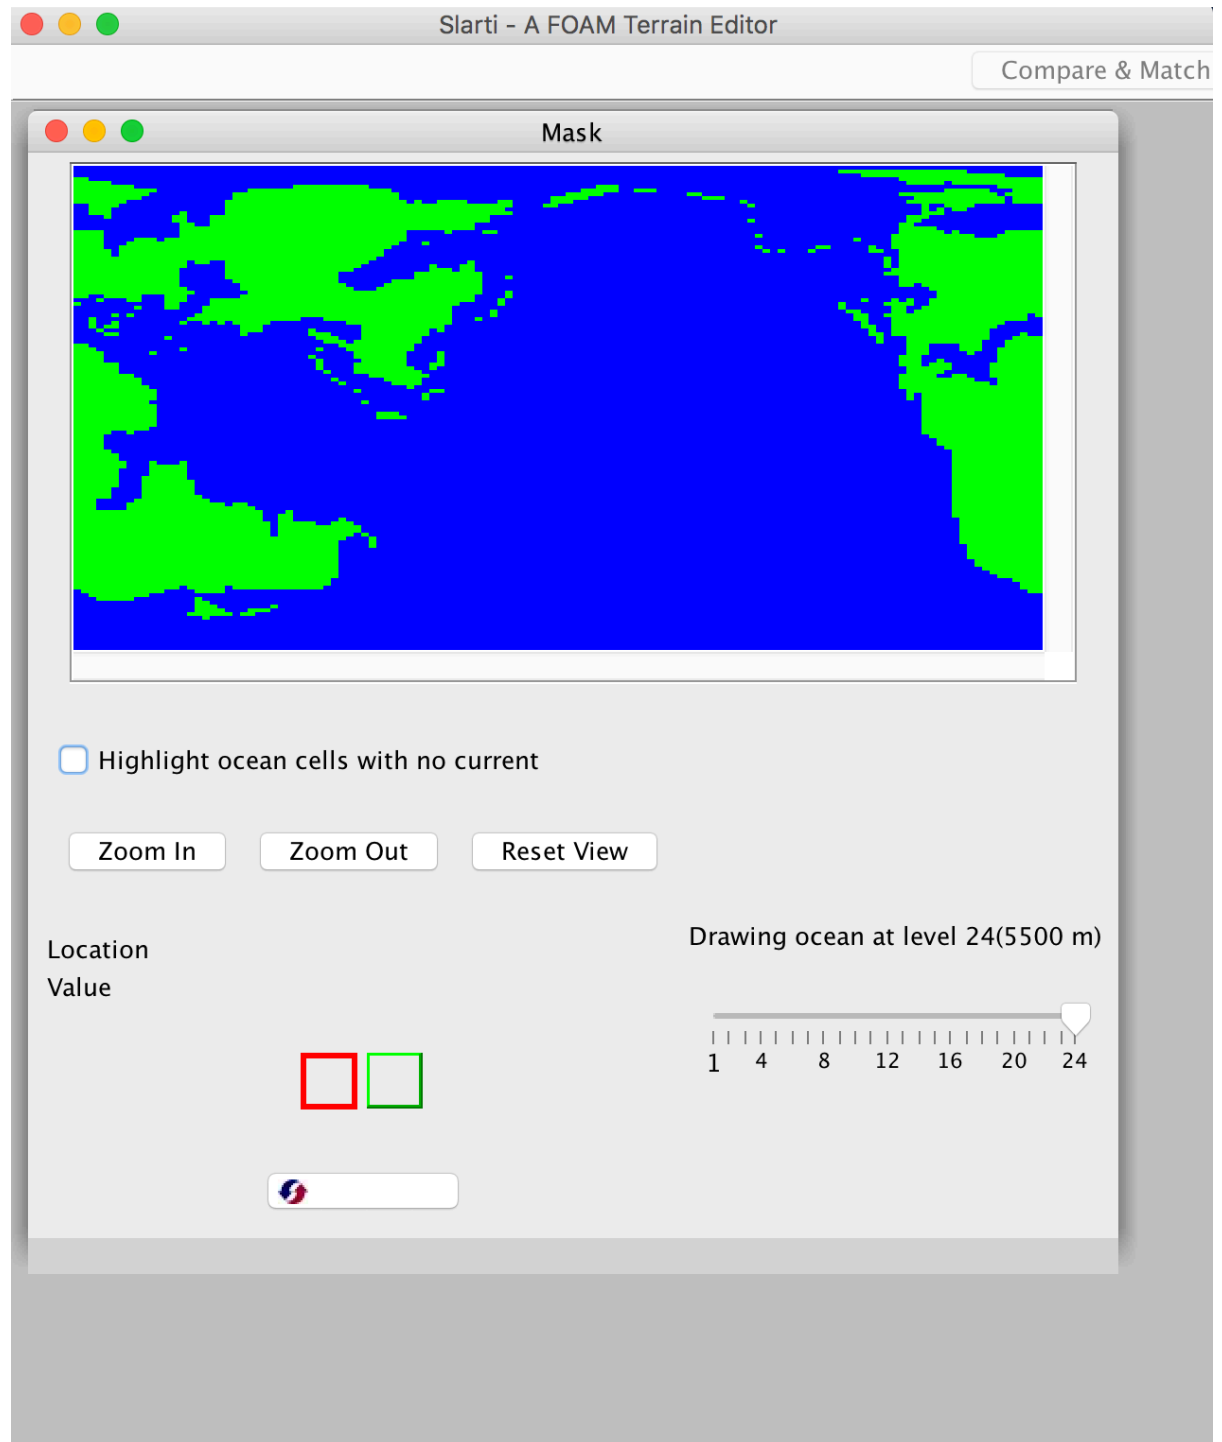 Slarti - A FOAM Terrain Editor
Compare & Match
Mask
Highlight ocean cells with no current
Zoom In Zoom Out Reset View
Drawing ocean at level 24(5500 m)
Location
Value
1 4 8 12 16 20 24